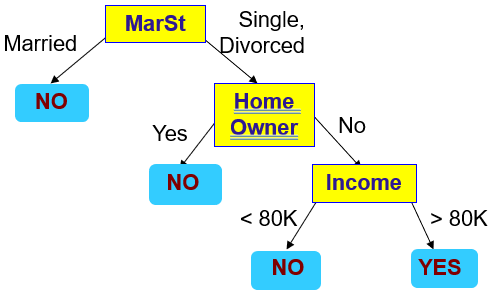 MarSt
Married
Single,
Divorced
NO
Home
Owner
Yes
No
NO
Income
< 80K
> 80K
NO
YES